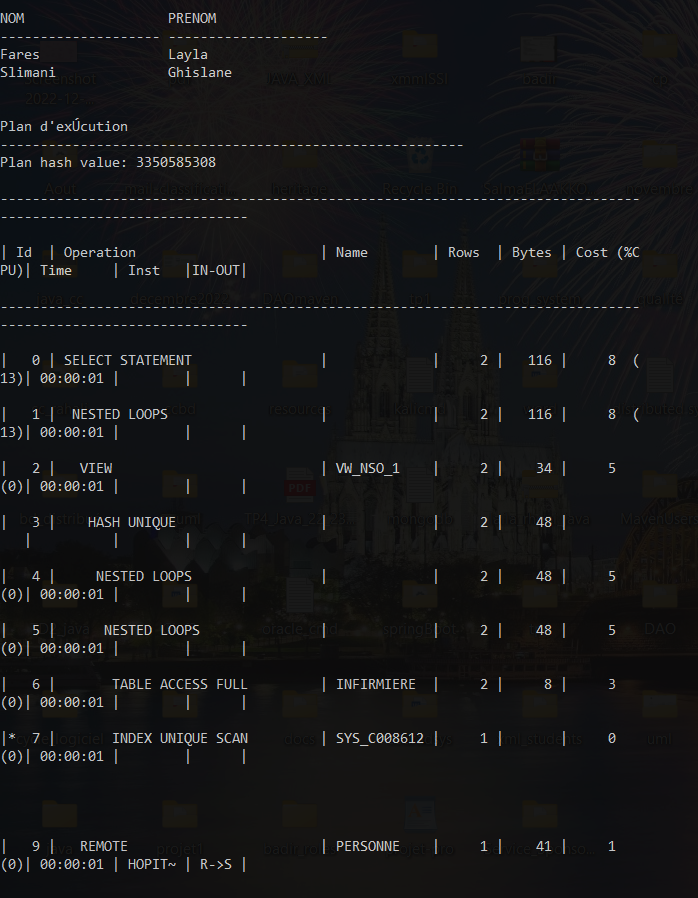 NOM                  PRENOM
-------------------- --------------------
Fares                Layla
Slimani              Ghislane

Plan d'exÚcution
----------------------------------------------------------
Plan hash value: 3350585308

--------------------------------------------------------------------------------
-------------------------------

| Id  | Operation                       | Name        | Rows  | Bytes | Cost (%C
PU)| Time     | Inst   |IN-OUT|

--------------------------------------------------------------------------------
-------------------------------

|   0 | SELECT STATEMENT                |             |     2 |   116 |     8  (
13)| 00:00:01 |        |      |

|   1 |  NESTED LOOPS                   |             |     2 |   116 |     8  (
13)| 00:00:01 |        |      |

|   2 |   VIEW                          | VW_NSO_1    |     2 |    34 |     5
(0)| 00:00:01 |        |      |

|   3 |    HASH UNIQUE                  |             |     2 |    48 |
   |          |        |      |

|   4 |     NESTED LOOPS                |             |     2 |    48 |     5
(0)| 00:00:01 |        |      |

|   5 |      NESTED LOOPS               |             |     2 |    48 |     5
(0)| 00:00:01 |        |      |

|   6 |       TABLE ACCESS FULL         | INFIRMIERE  |     2 |     8 |     3
(0)| 00:00:01 |        |      |

|*  7 |       INDEX UNIQUE SCAN         | SYS_C008612 |     1 |       |     0
(0)| 00:00:01 |        |      |

|   9 |   REMOTE                        | PERSONNE    |     1 |    41 |     1
(0)| 00:00:01 | HOPIT~ | R->S |